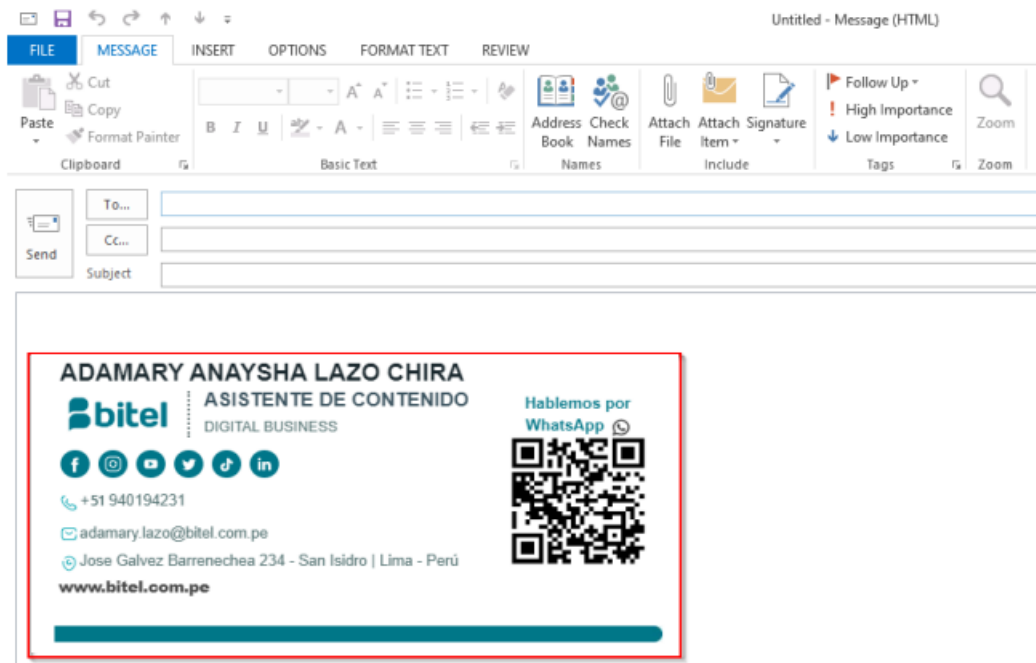 Untitled - Message (HTML)
FILE MESSAGE INSERT OPTIONS FORMAT TEXT REVIEW
Paste
Cut
Copy
Format Painter
Clipboard
B I U A
Basic Text
Address Book
Check Names
Names
Attach File
Attach Item
Signature
Include
Follow Up
High Importance
Low Importance
Tags
Zoom
Zoom
Send
To...
Cc...
Subject
ADAMARY ANAYSHA LAZO CHIRA
bitel
ASISTENTE DE CONTENIDO
DIGITAL BUSINESS
Hablemos por
WhatsApp
+51 940194231
adamary.lazo@bitel.com.pe
Jose Galvez Barrenechea 234 - San Isidro | Lima - Perú
www.bitel.com.pe